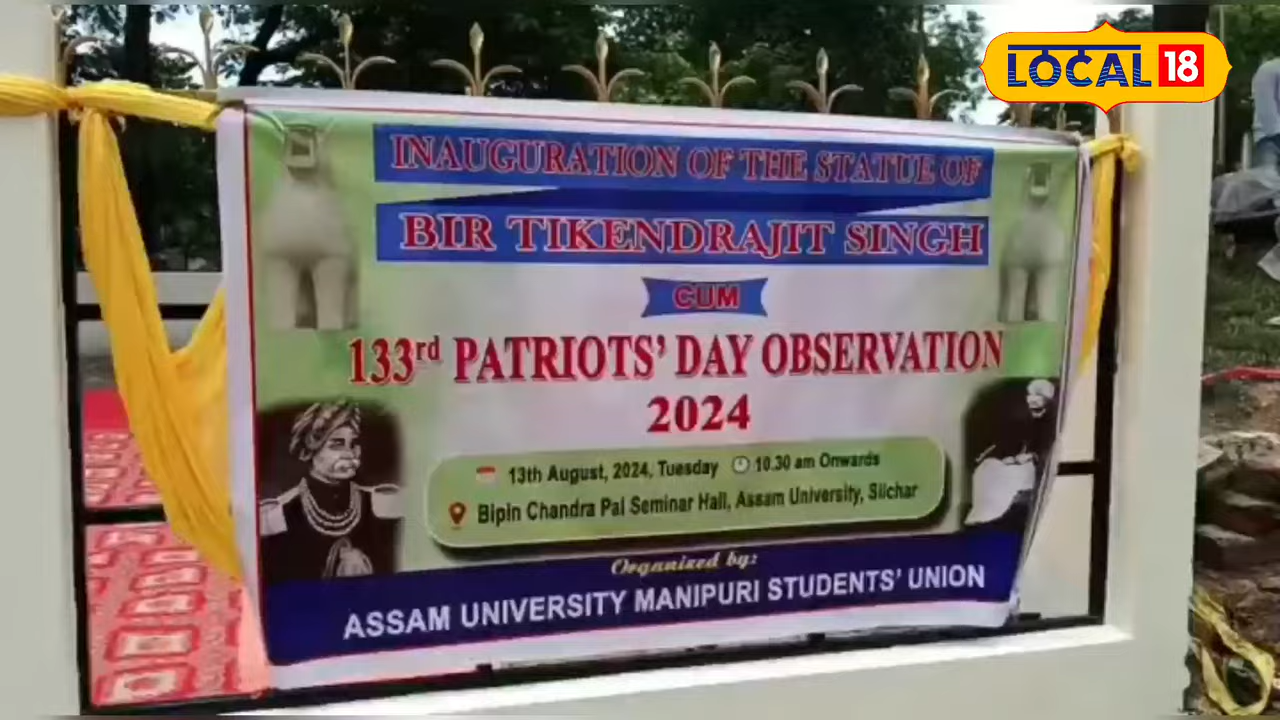 LOCAL 18
INAUGURATION OF THE STATUE OF
BIR TIKENDRAJIT SINGH
CUM
133rd PATRIOTS' DAY OBSERVATION
2024
13th August, 2024, Tuesday 10.30 am Onwards
Bipin Chandra Pal Seminar Hall, Assam University, Silchar
Organized by:
ASSAM UNIVERSITY MANIPURI STUDENTS' UNION